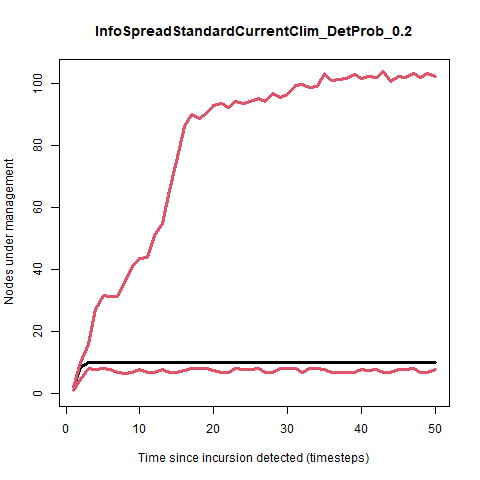 InfoSpreadStandardCurrentClim_DetProb_0.2
Nodes under management
100
80
60
40
20
0
0 10 20 30 40 50
Time since incursion detected (timesteps)